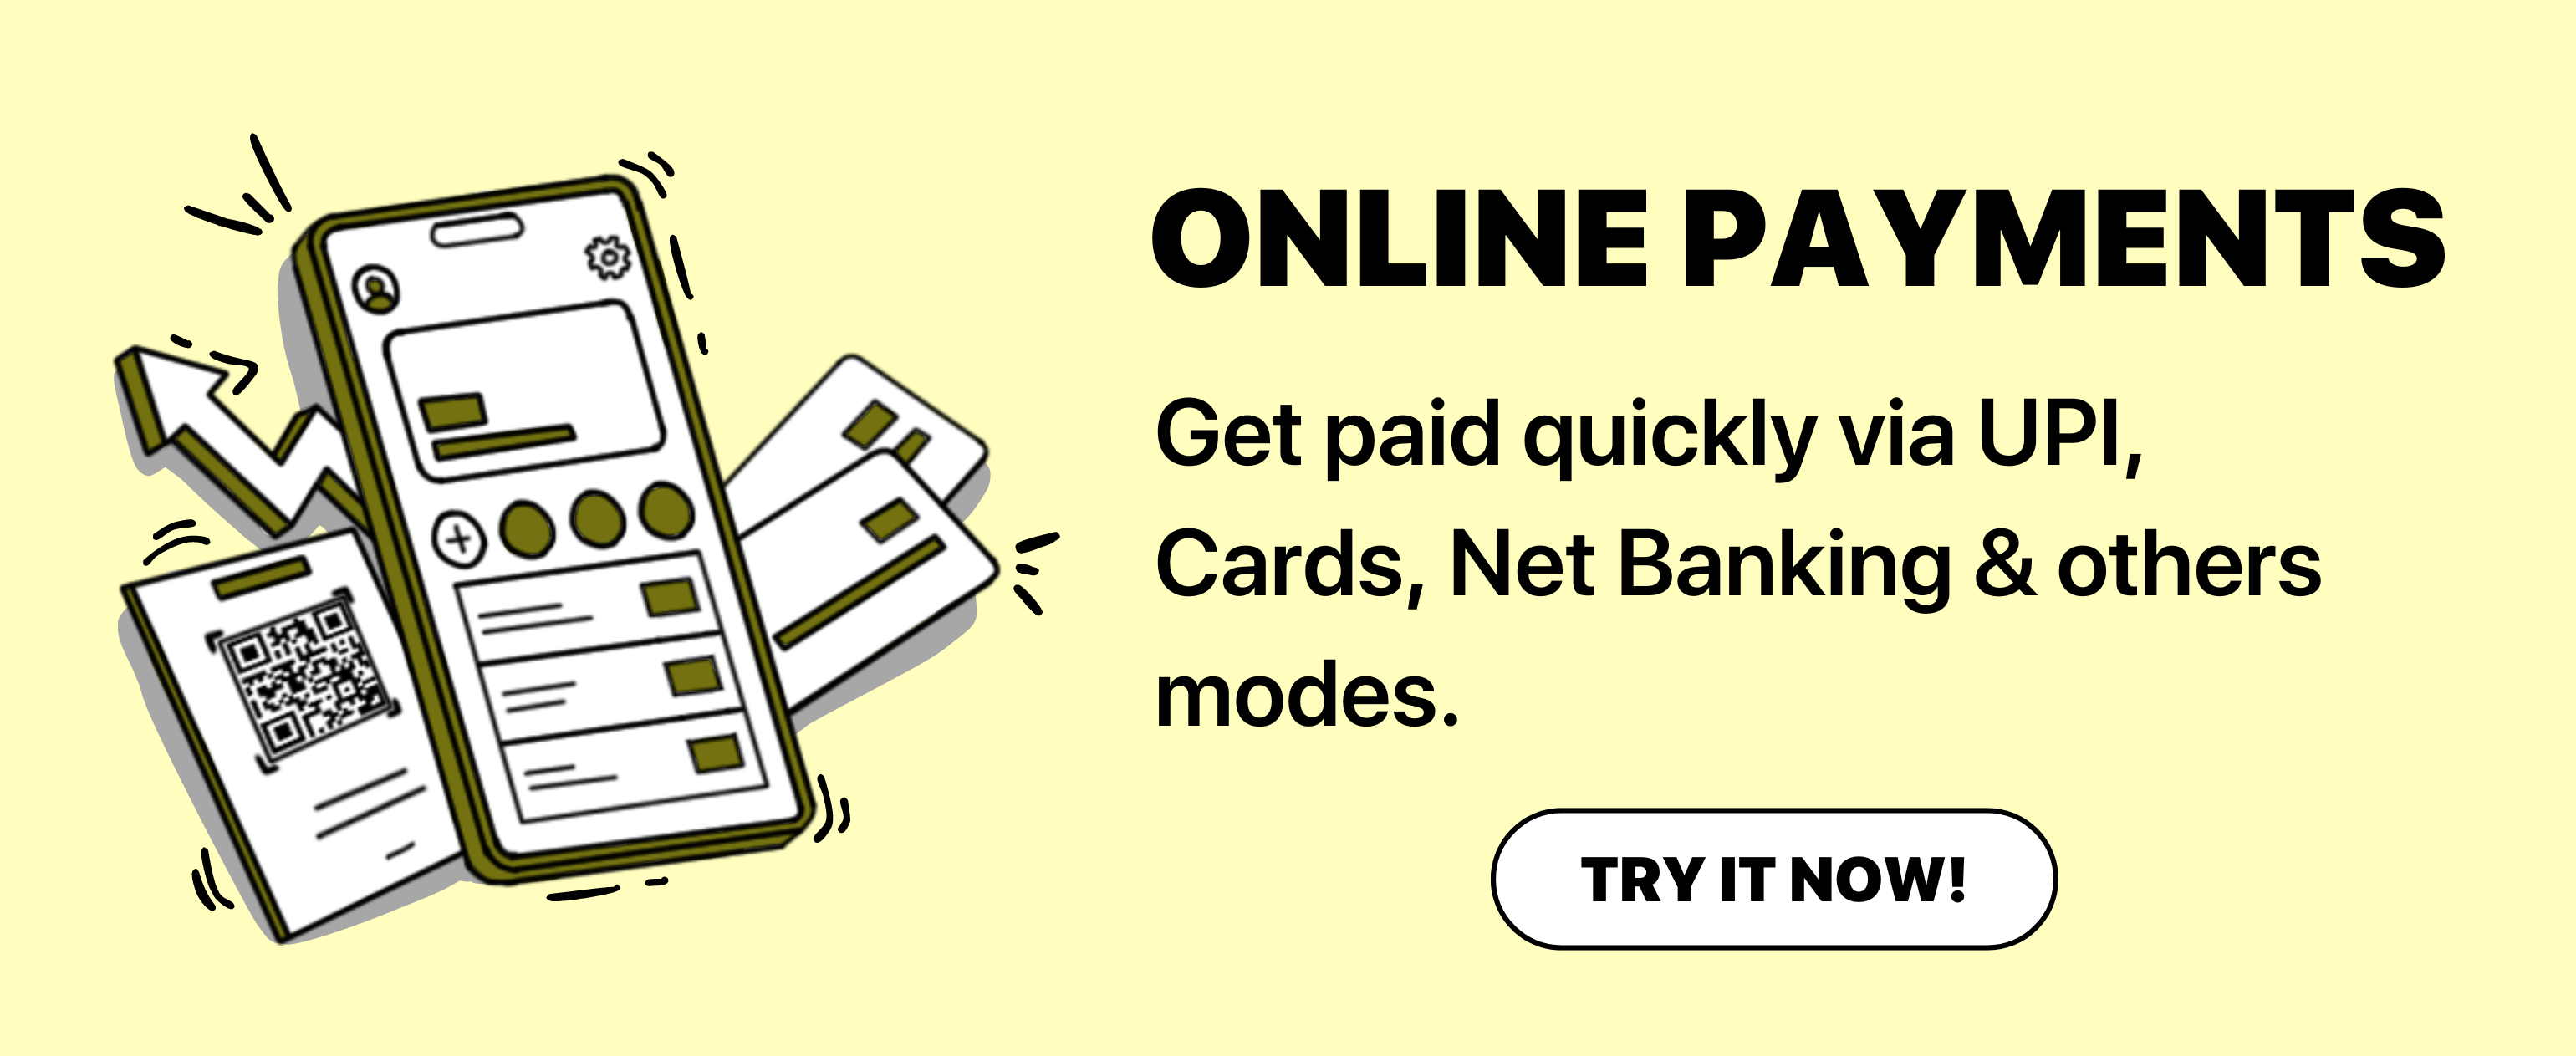 ONLINE PAYMENTS
Get paid quickly via UPI,
Cards, Net Banking & others
modes.
TRY IT NOW!